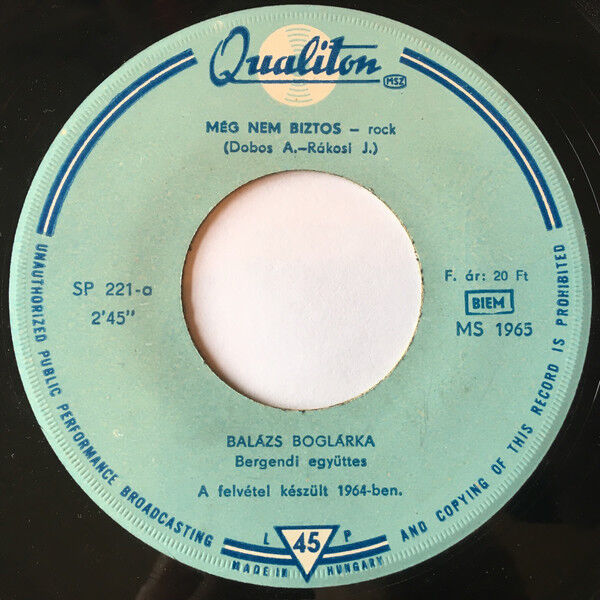 Qualiton
MSZ
MÉG NEM BIZTOS – rock
(Dobos A.–Rákosi J.)
SP 221-a
2'45"
F. ár: 20 Ft
BIEM
MS 1965
BALÁZS BOGLÁRKA
Bergendi együttes
A felvétel készült 1964-ben.
UNAUTHORIZED PUBLIC PERFORMANCE BROADCASTING AND COPYING OF THIS RECORD IS PROHIBITED
L 45 P
MADE IN HUNGARY